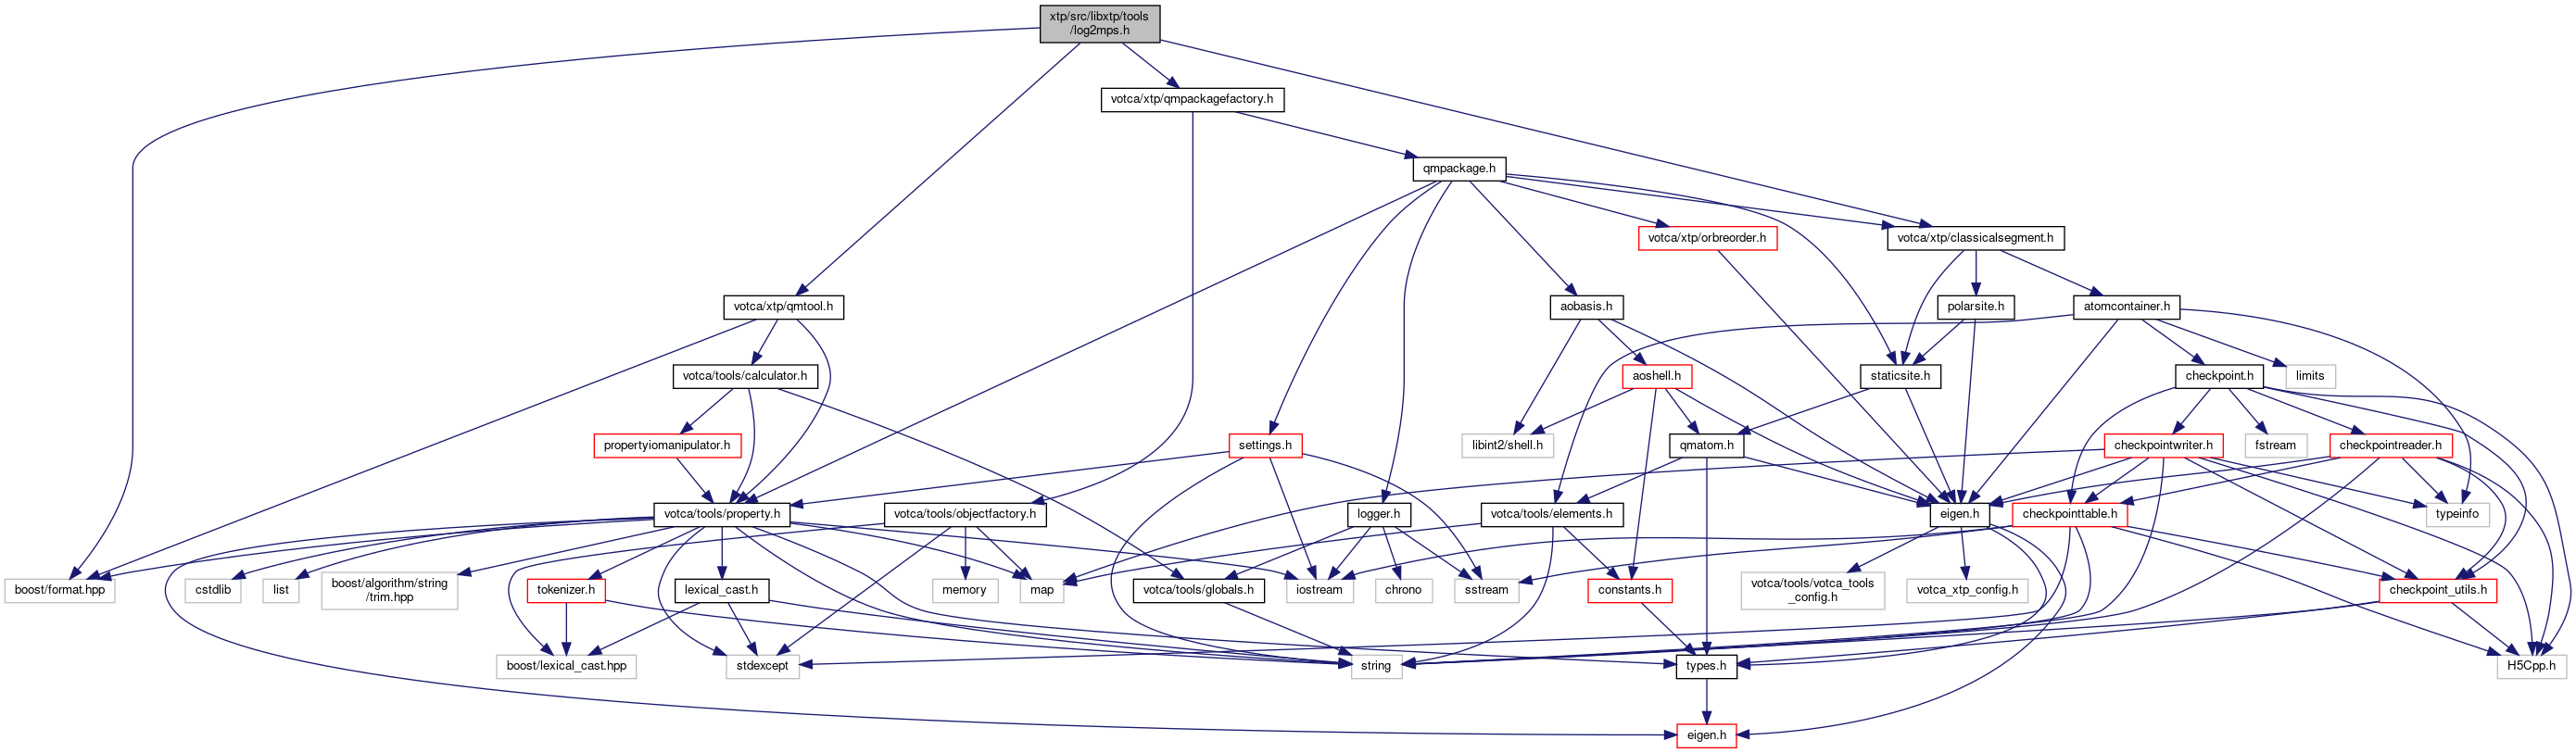 xtp/src/libxtp/tools
/log2mps.h
votca/xtp/qmpackagefactory.h
qmpackage.h
votca/xtp/orbreorder.h
votca/xtp/classicalsegment.h
votca/xtp/qmtool.h
aobasis.h
polarsite.h
atomcontainer.h
votca/tools/calculator.h
aoshell.h
staticsite.h
checkpoint.h
limits
propertyiomanipulator.h
settings.h
libint2/shell.h
qmatom.h
checkpointwriter.h
fstream
checkpointreader.h
votca/tools/property.h
votca/tools/objectfactory.h
logger.h
votca/tools/elements.h
eigen.h
checkpointtable.h
typeinfo
boost/format.hpp
cstdlib
list
boost/algorithm/string
/trim.hpp
tokenizer.h
lexical_cast.h
memory
map
votca/tools/globals.h
iostream
chrono
sstream
constants.h
votca/tools/votca_tools
_config.h
votca_xtp_config.h
checkpoint_utils.h
boost/lexical_cast.hpp
stdexcept
string
types.h
H5Cpp.h
eigen.h